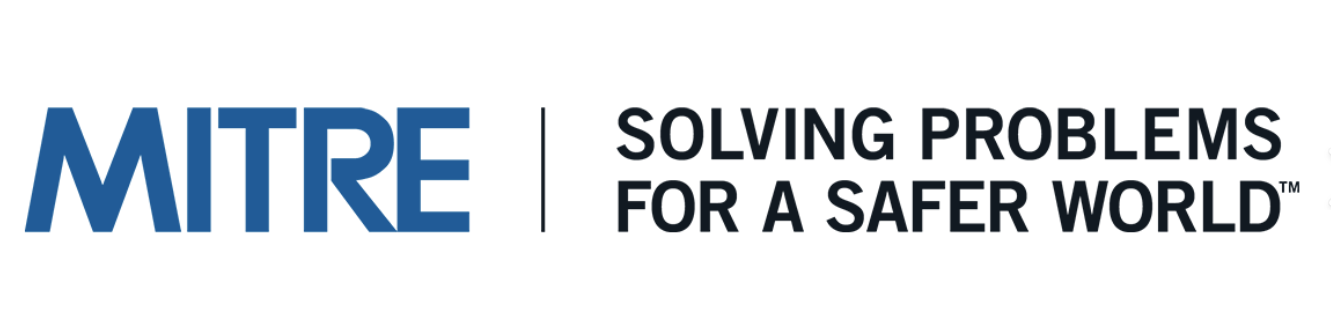 MITRE
SOLVING PROBLEMS
FOR A SAFER WORLD™